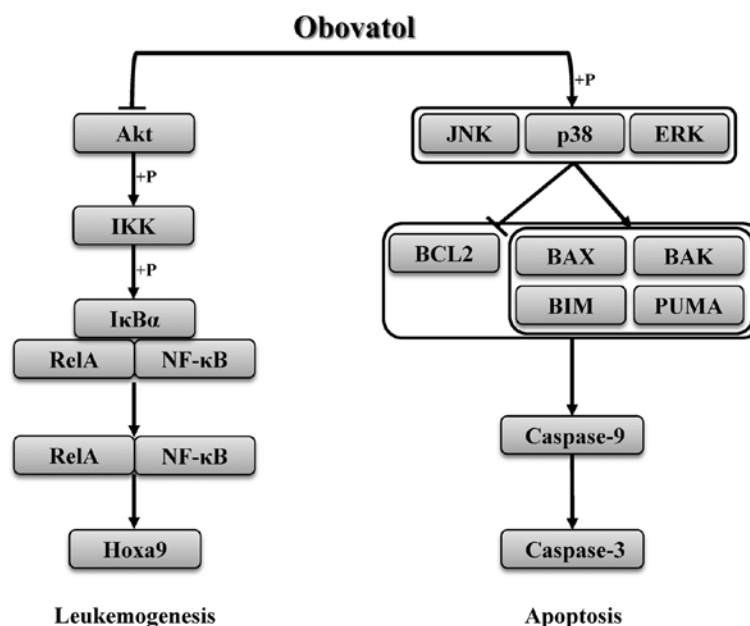 Obovatol
+P
Akt
+P
IKK
+P
IκBα
RelA NF-κB
RelA NF-κB
Hoxa9
Leukemogenesis
JNK p38 ERK
BCL2
BAX BAK
BIM PUMA
Caspase-9
Caspase-3
Apoptosis